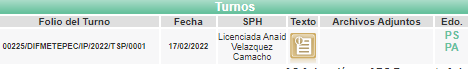 Turnos
Folio del Turno Fecha SPH Texto Archivos Adjuntos Edo.
00225/DIFMETEPEC/IP/2022/TSP/0001 17/02/2022 Licenciada Anaid Velazquez Camacho PS PA